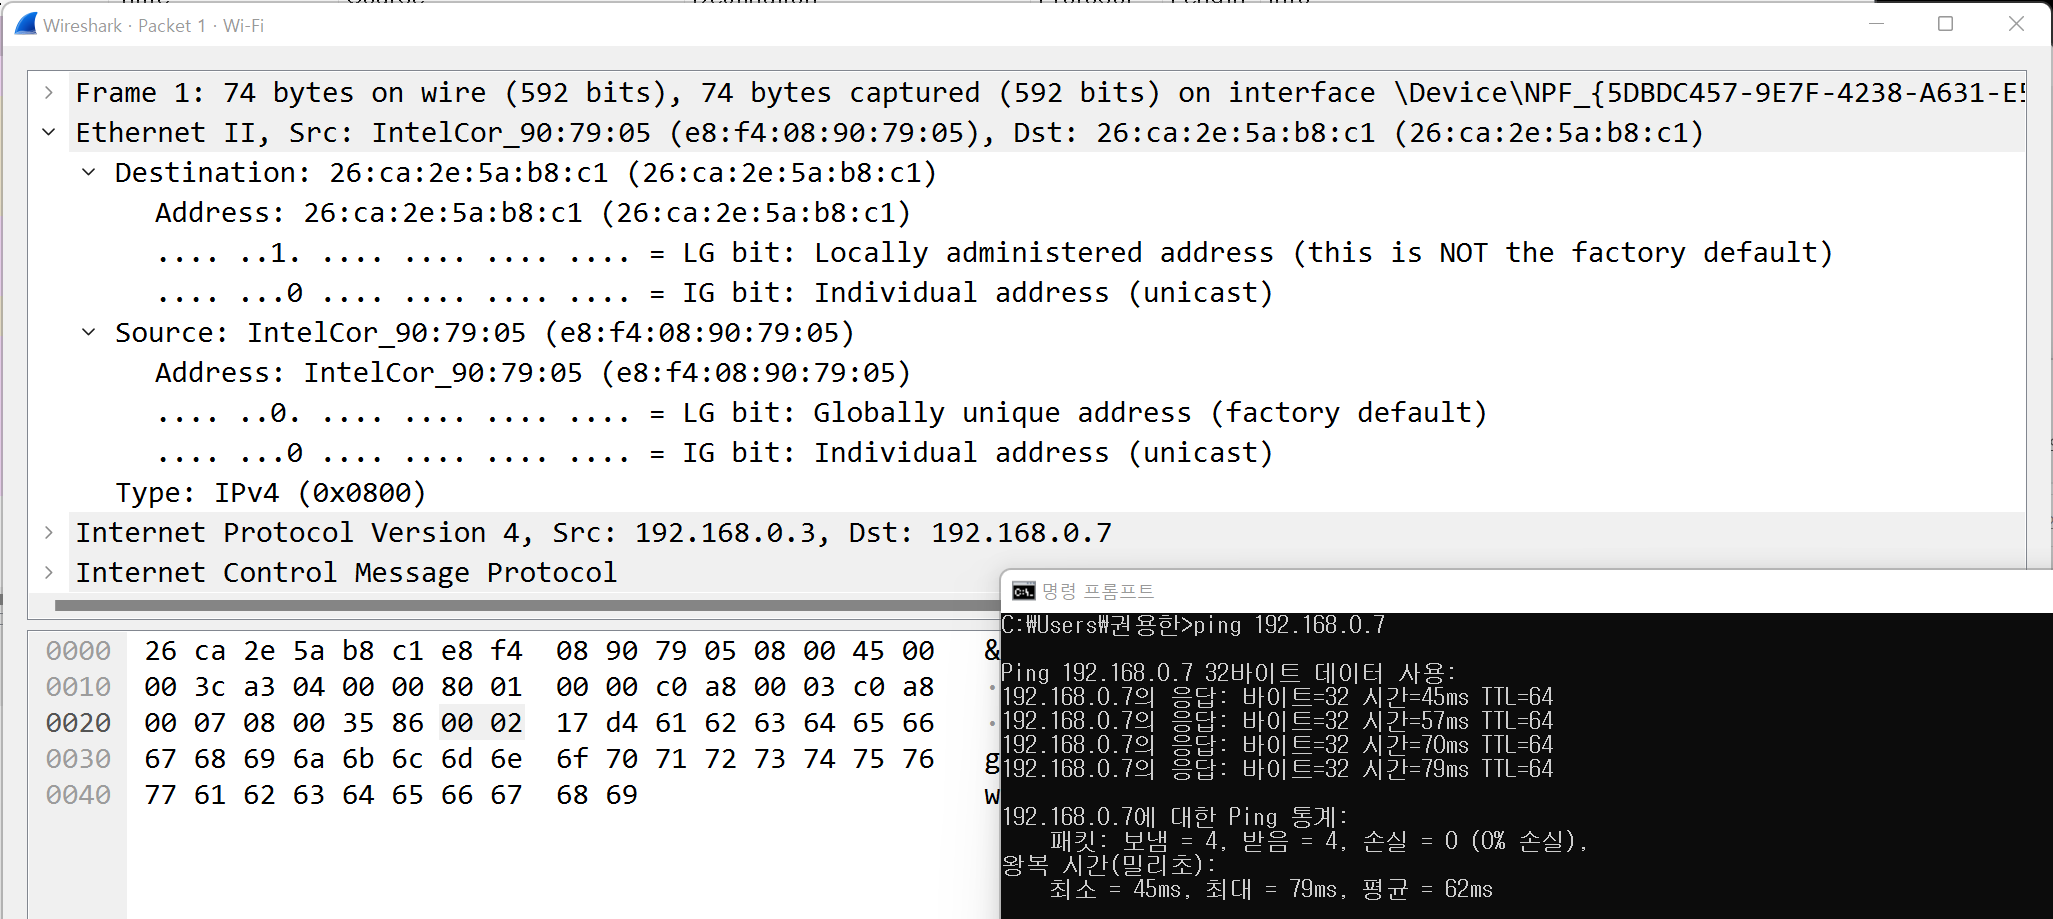 Wireshark · Packet 1 · Wi-Fi
Frame 1: 74 bytes on wire (592 bits), 74 bytes captured (592 bits) on interface \Device\NPF_{5DBDC457-9E7F-4238-A631-E5
Ethernet II, Src: IntelCor_90:79:05 (e8:f4:08:90:79:05), Dst: 26:ca:2e:5a:b8:c1 (26:ca:2e:5a:b8:c1)
Destination: 26:ca:2e:5a:b8:c1 (26:ca:2e:5a:b8:c1)
Address: 26:ca:2e:5a:b8:c1 (26:ca:2e:5a:b8:c1)
.... ..1. .... .... .... .... = LG bit: Locally administered address (this is NOT the factory default)
.... ...0 .... .... .... .... = IG bit: Individual address (unicast)
Source: IntelCor_90:79:05 (e8:f4:08:90:79:05)
Address: IntelCor_90:79:05 (e8:f4:08:90:79:05)
.... ..0. .... .... .... .... = LG bit: Globally unique address (factory default)
.... ...0 .... .... .... .... = IG bit: Individual address (unicast)
Type: IPv4 (0x0800)
Internet Protocol Version 4, Src: 192.168.0.3, Dst: 192.168.0.7
Internet Control Message Protocol
0000 26 ca 2e 5a b8 c1 e8 f4 08 90 79 05 08 00 45 00 &
0010 00 3c a3 04 00 00 80 01 00 00 c0 a8 00 03 c0 a8 ·
0020 00 07 08 00 35 86 00 02 17 d4 61 62 63 64 65 66 ·
0030 67 68 69 6a 6b 6c 6d 6e 6f 70 71 72 73 74 75 76 g
0040 77 61 62 63 64 65 66 67 68 69 w
명령 프롬프트
C:₩Users₩권용한>ping 192.168.0.7
Ping 192.168.0.7 32바이트 데이터 사용:
192.168.0.7의 응답: 바이트=32 시간=45ms TTL=64
192.168.0.7의 응답: 바이트=32 시간=57ms TTL=64
192.168.0.7의 응답: 바이트=32 시간=70ms TTL=64
192.168.0.7의 응답: 바이트=32 시간=79ms TTL=64
192.168.0.7에 대한 Ping 통계:
패킷: 보냄 = 4, 받음 = 4, 손실 = 0 (0% 손실),
왕복 시간(밀리초):
최소 = 45ms, 최대 = 79ms, 평균 = 62ms